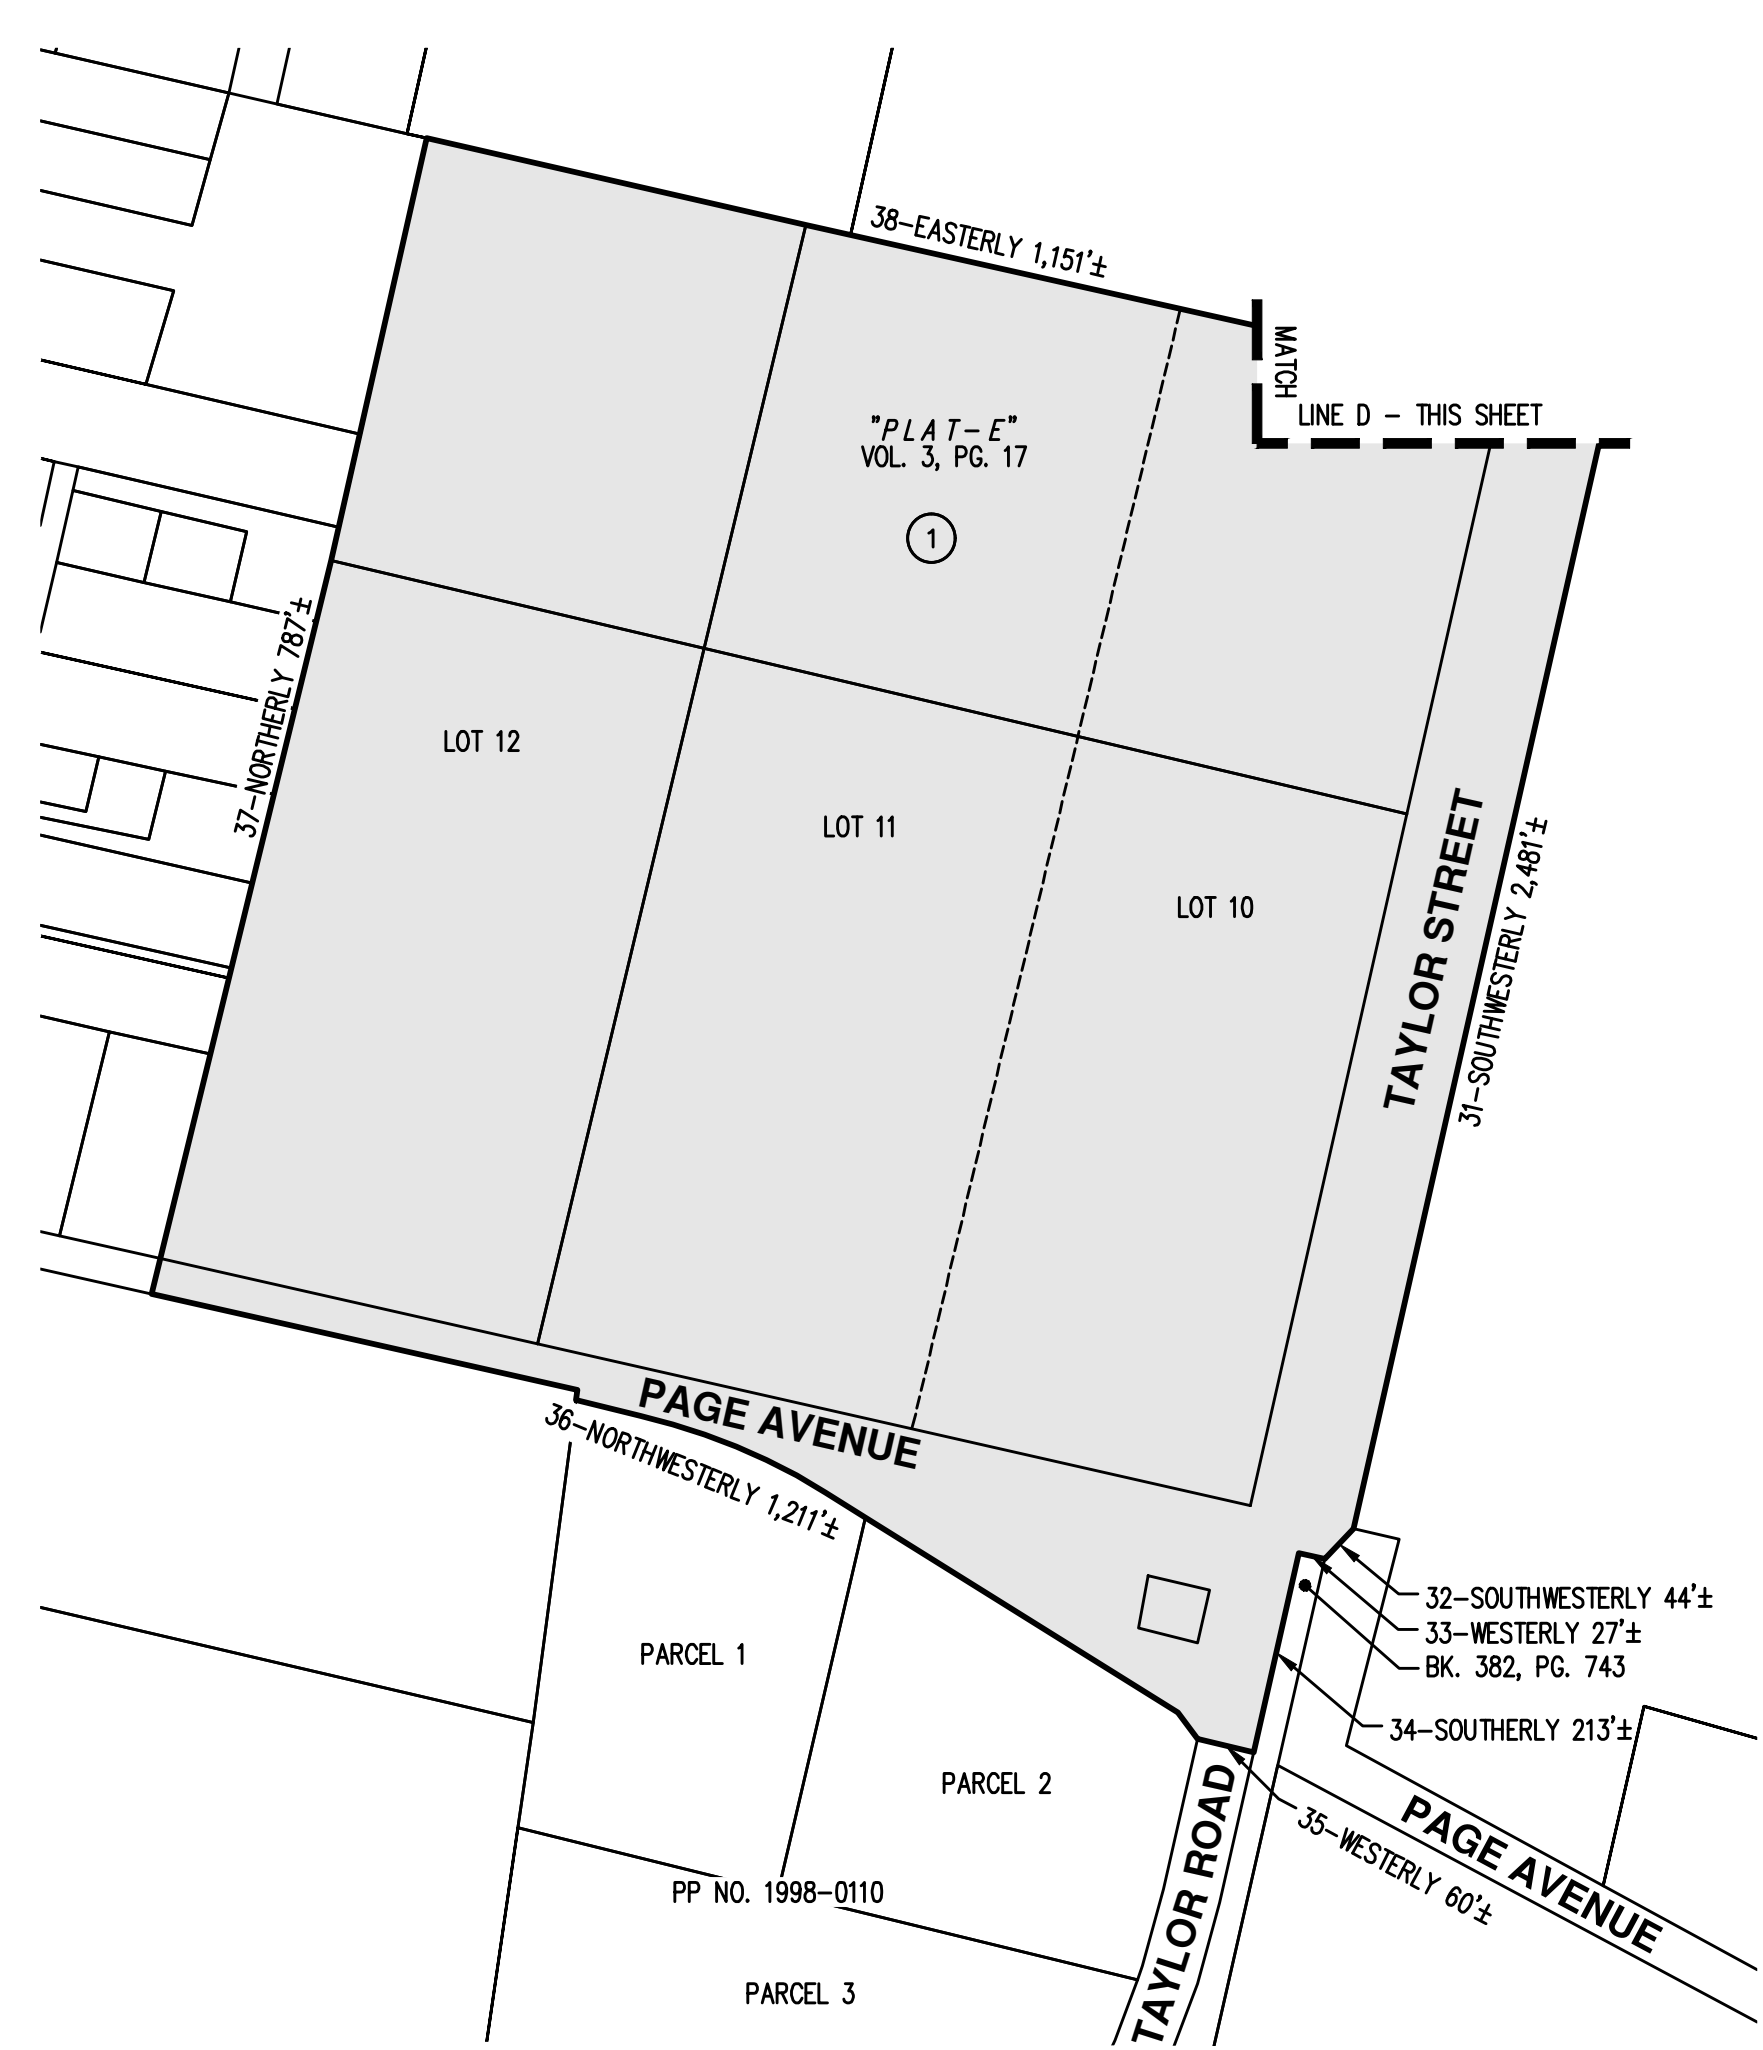 38-EASTERLY 1,151'±
MATCH
LINE D - THIS SHEET
"PLAT-E"
VOL. 3, PG. 17
1
37-NORTHERLY 787'±
LOT 12
LOT 11
LOT 10
TAYLOR STREET
31-SOUTHWESTERLY 2,481'±
PAGE AVENUE
36-NORTHWESTERLY 1,211'±
32-SOUTHWESTERLY 44'±
33-WESTERLY 27'±
BK. 382, PG. 743
34-SOUTHERLY 213'±
PARCEL 1
PARCEL 2
35-WESTERLY 60'±
PAGE AVENUE
TAYLOR ROAD
PP NO. 1998-0110
PARCEL 3